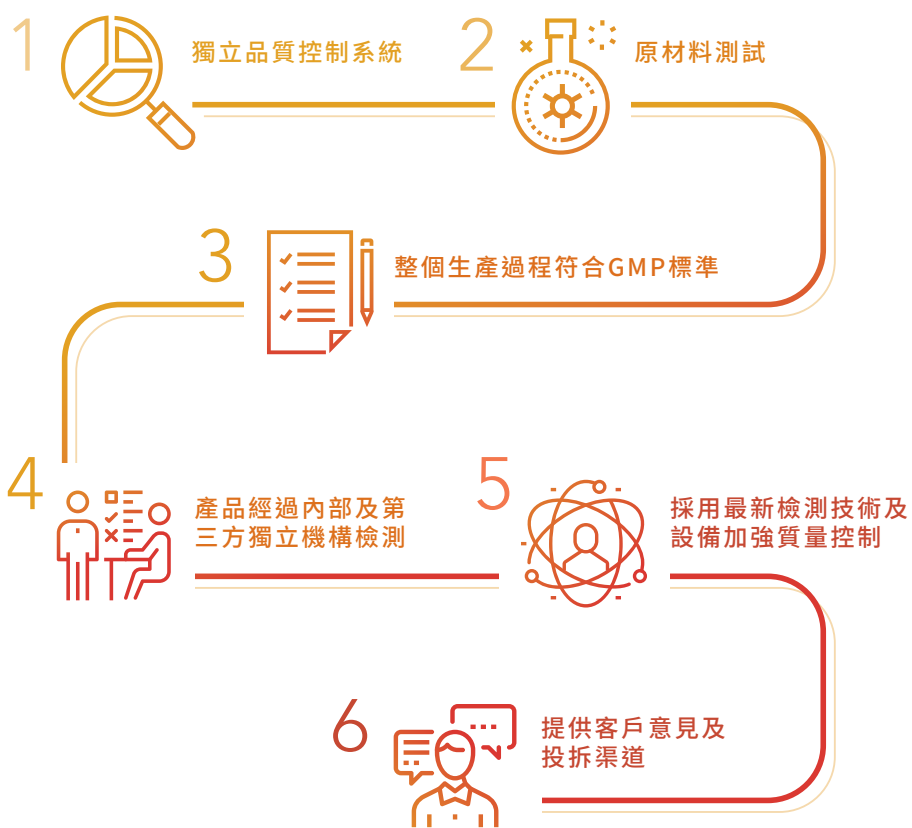 1
獨立品質控制系統
2
原材料測試
3
整個生產過程符合GMP標準
4
產品經過內部及第
三方獨立機構檢測
5
採用最新檢測技術及
設備加強質量控制
6
提供客戶意見及
投拆渠道